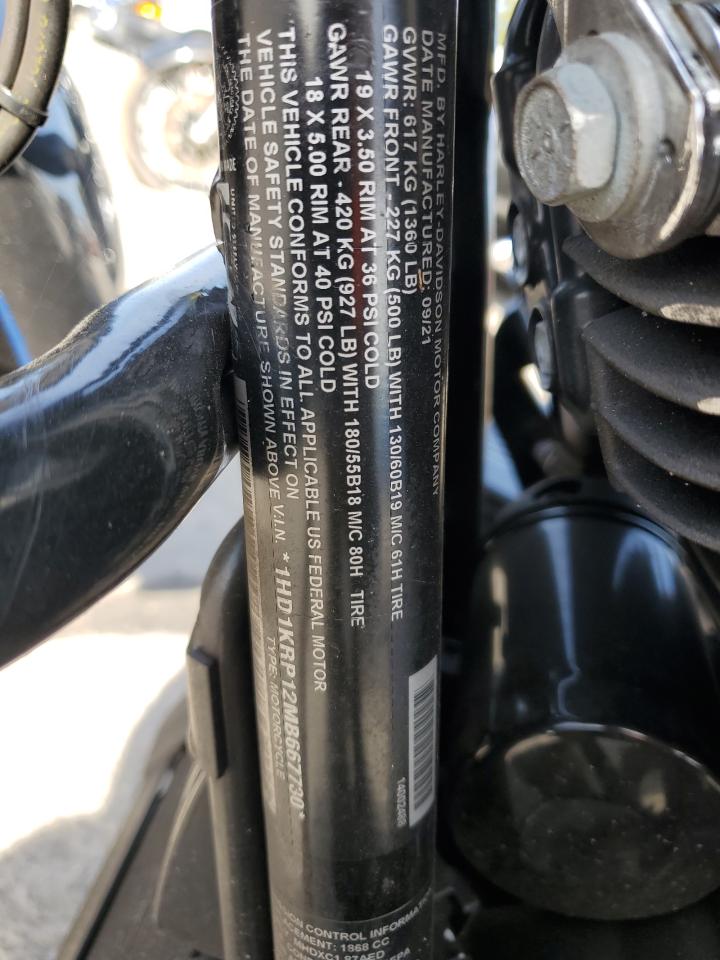 MFD. BY HARLEY-DAVIDSON MOTOR COMPANY
DATE MANUFACTURED: 09/21
GVWR: 617 KG (1360 LB)
GAWR FRONT - 227 KG (500 LB) WITH 130/60B19 M/C 61H TIRE
19 X 3.50 RIM AT 36 PSI COLD
GAWR REAR - 420 KG (927 LB) WITH 180/55B18 M/C 80H TIRE
18 X 5.00 RIM AT 40 PSI COLD
THIS VEHICLE CONFORMS TO ALL APPLICABLE US FEDERAL MOTOR
VEHICLE SAFETY STANDARDS IN EFFECT ON
THE DATE OF MANUFACTURE SHOWN ABOVE V.I.N. *1HD1KRP12MB667730*
TYPE: MOTORCYCLE
14002488
CONTROL INFORMATION
1868 CC